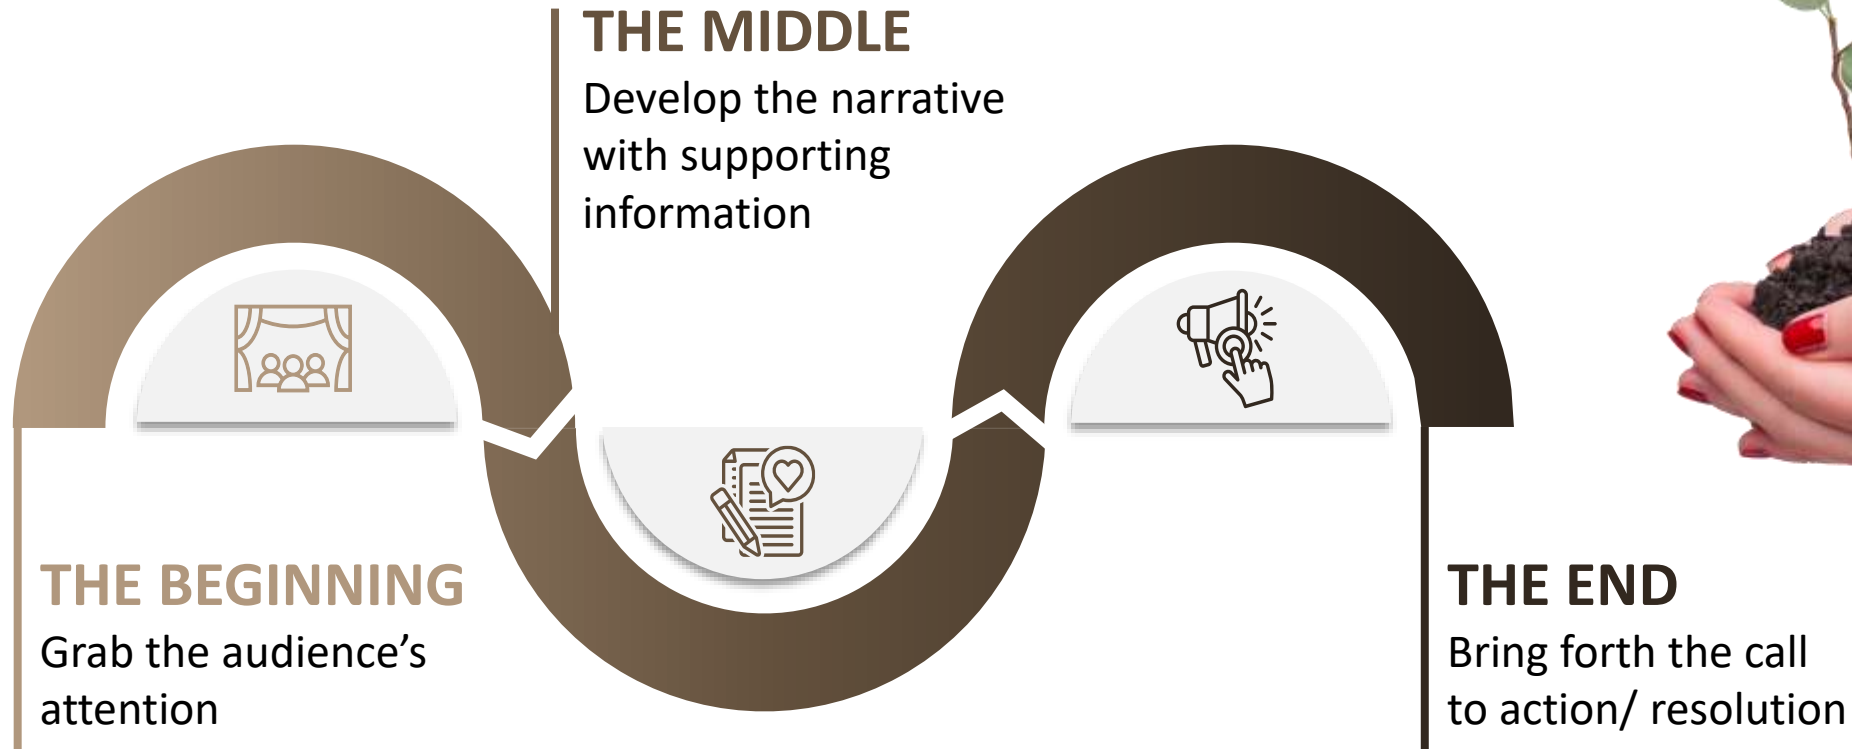 THE MIDDLE
Develop the narrative
with supporting
information
THE BEGINNING
Grab the audience’s
attention
THE END
Bring forth the call
to action/ resolution